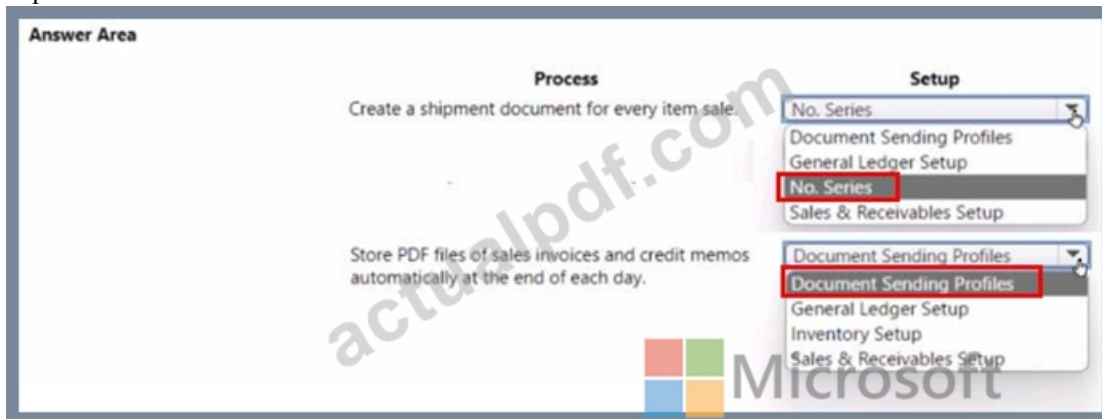 Answer Area
Process
Setup
Create a shipment document for every item sale.
No. Series
Document Sending Profiles
General Ledger Setup
No. Series
Sales & Receivables Setup
Store PDF files of sales invoices and credit memos
automatically at the end of each day.
Document Sending Profiles
Document Sending Profiles
General Ledger Setup
Inventory Setup
Sales & Receivables Setup
actualpdf.com
Microsoft